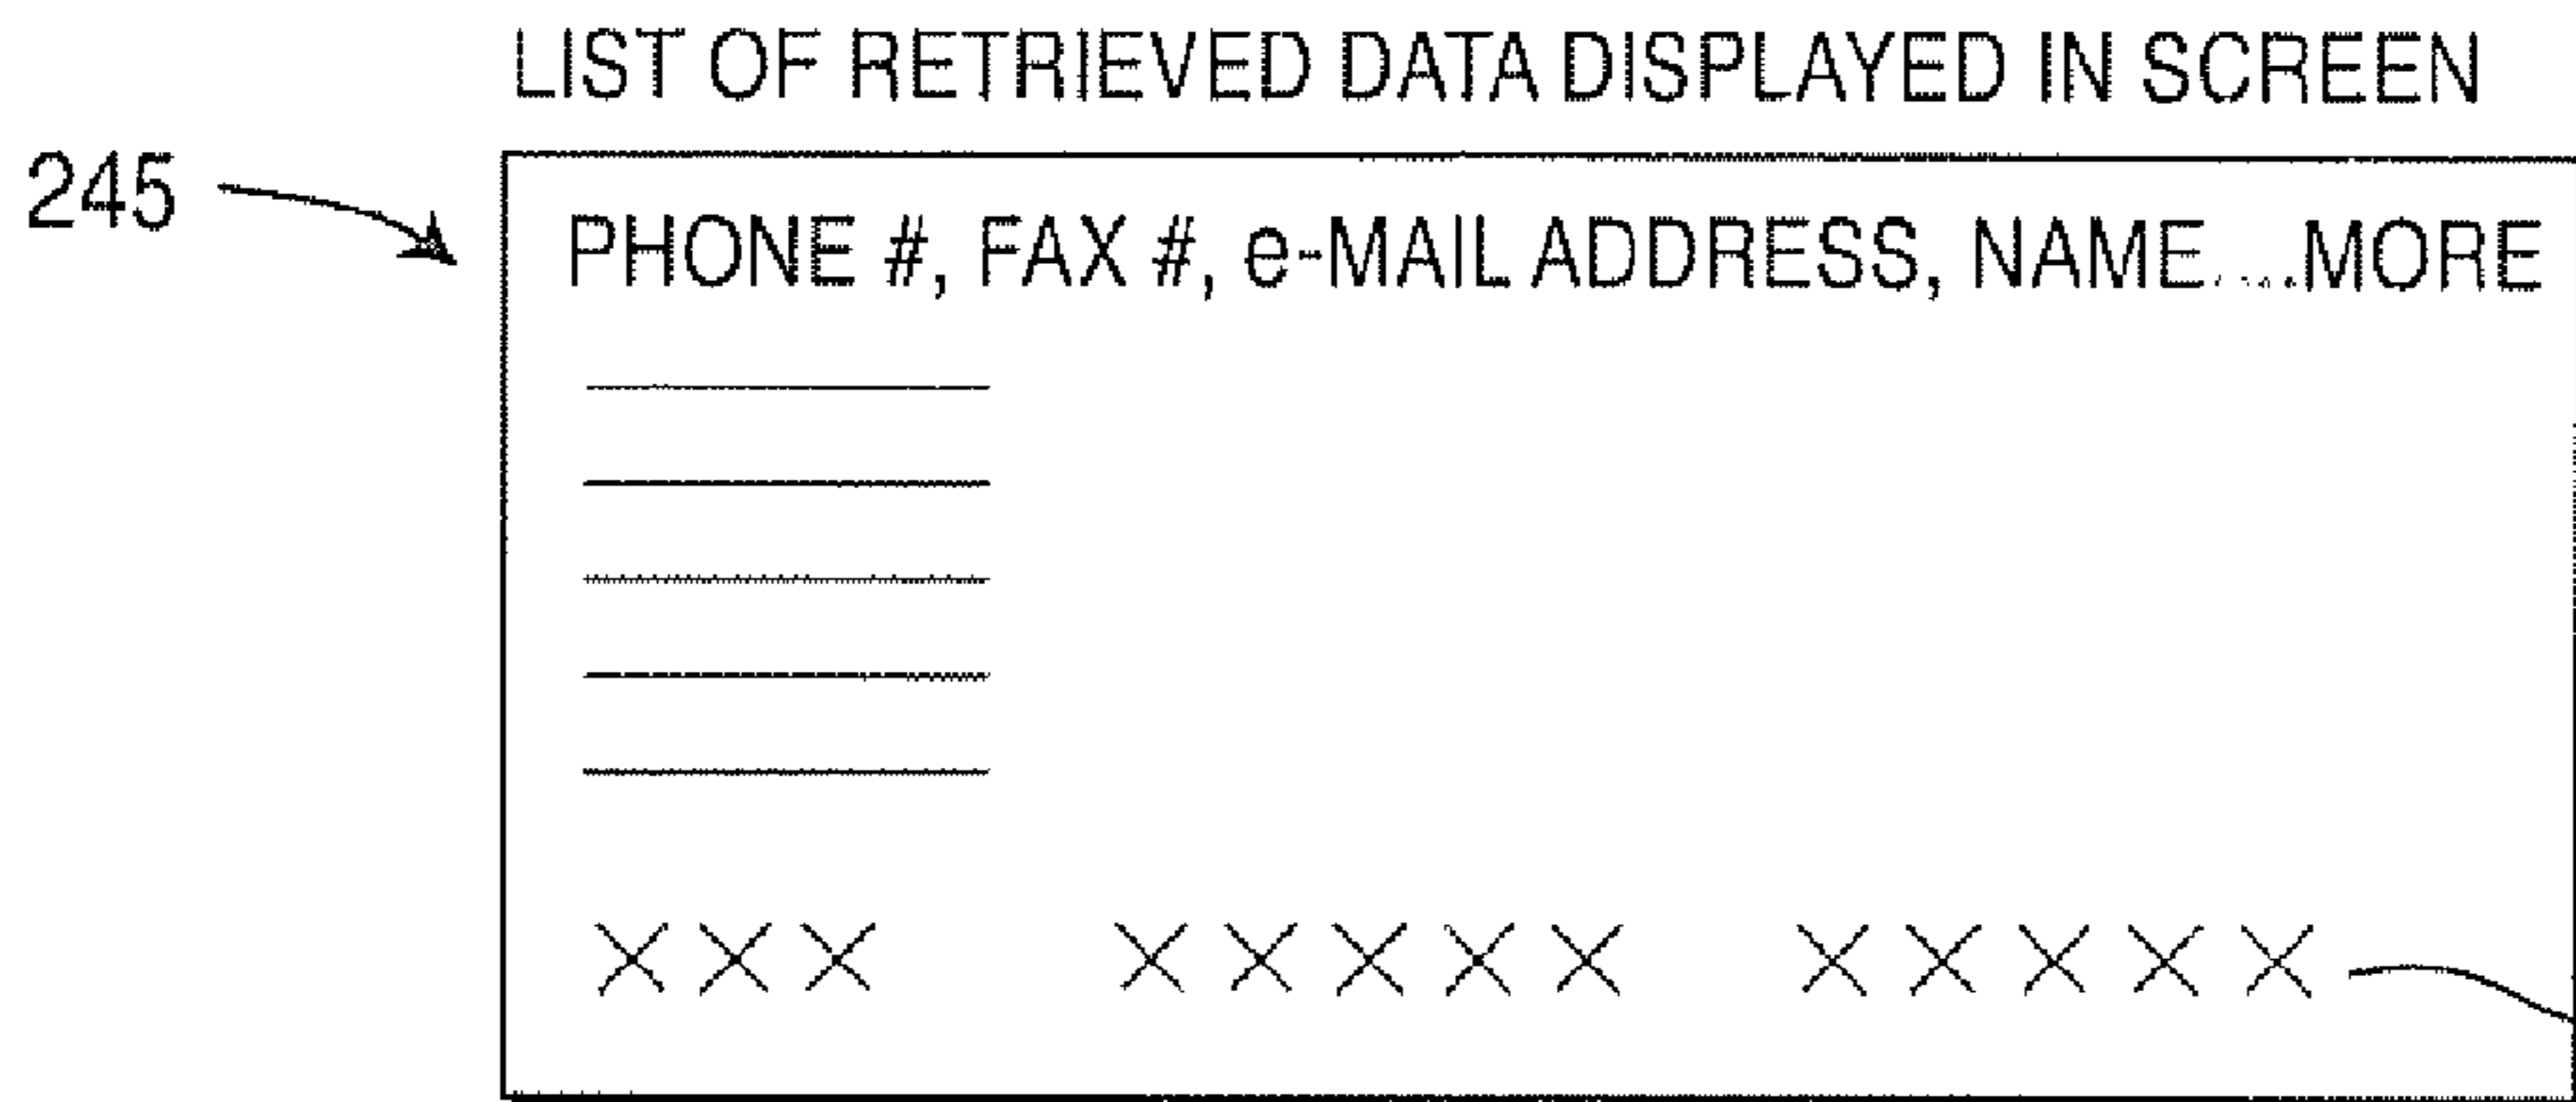 LIST OF RETRIEVED DATA DISPLAYED IN SCREEN
245
PHONE #, FAX #, e-MAIL ADDRESS, NAME....MORE
XXX XXXXX XXXXX